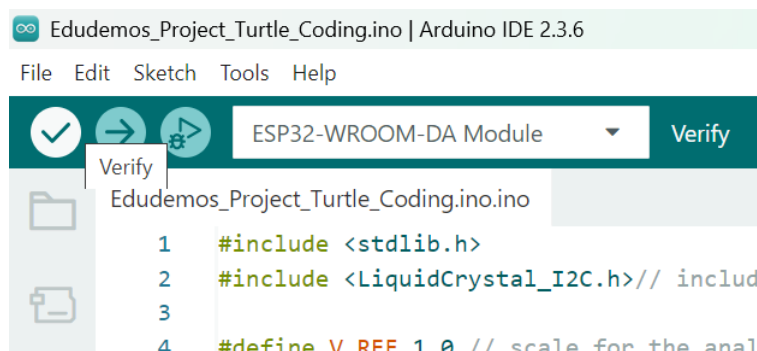 Edudemos_Project_Turtle_Coding.ino | Arduino IDE 2.3.6
File Edit Sketch Tools Help
ESP32-WROOM-DA Module Verify
Verify
Edudemos_Project_Turtle_Coding.ino.ino
1 #include <stdlib.h>
2 #include <LiquidCrystal_I2C.h>// includ
3
4 #define V_REF 1.0 // scale for the anal